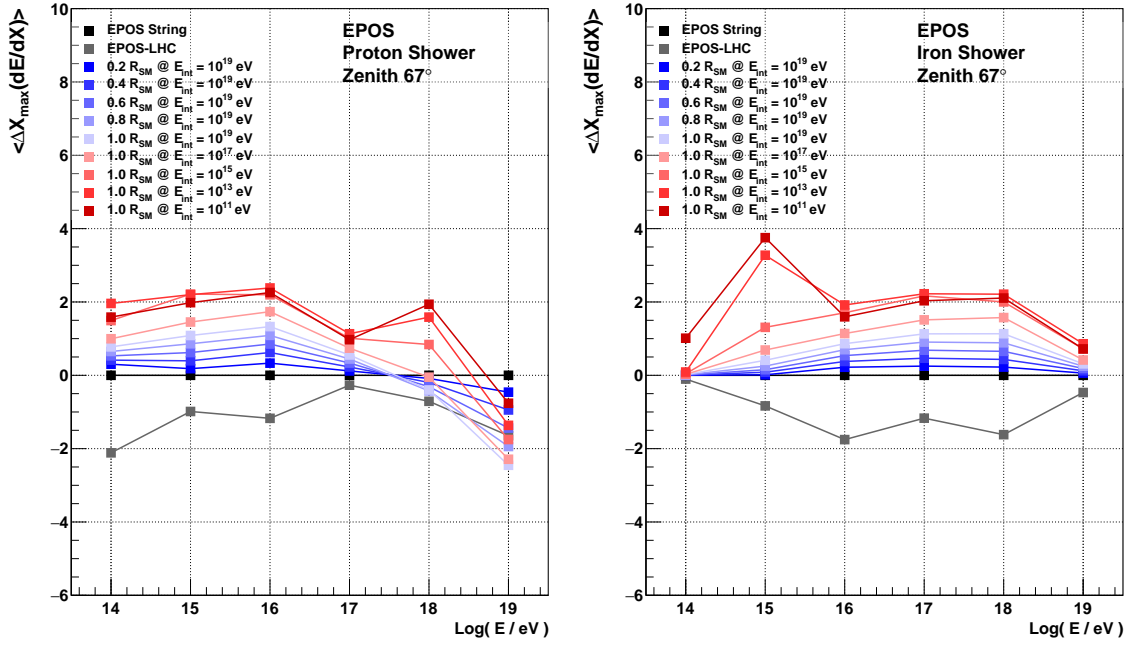 <ΔX_max(dE/dX)>
10
8
6
4
2
0
−2
−4
−6
EPOS String
EPOS-LHC
0.2 R_SM @ E_int = 10^19 eV
0.4 R_SM @ E_int = 10^19 eV
0.6 R_SM @ E_int = 10^19 eV
0.8 R_SM @ E_int = 10^19 eV
1.0 R_SM @ E_int = 10^19 eV
1.0 R_SM @ E_int = 10^17 eV
1.0 R_SM @ E_int = 10^15 eV
1.0 R_SM @ E_int = 10^13 eV
1.0 R_SM @ E_int = 10^11 eV
EPOS
Proton Shower
Zenith 67°
14 15 16 17 18 19
Log( E / eV )
<ΔX_max(dE/dX)>
10
8
6
4
2
0
−2
−4
−6
EPOS String
EPOS-LHC
0.2 R_SM @ E_int = 10^19 eV
0.4 R_SM @ E_int = 10^19 eV
0.6 R_SM @ E_int = 10^19 eV
0.8 R_SM @ E_int = 10^19 eV
1.0 R_SM @ E_int = 10^19 eV
1.0 R_SM @ E_int = 10^17 eV
1.0 R_SM @ E_int = 10^15 eV
1.0 R_SM @ E_int = 10^13 eV
1.0 R_SM @ E_int = 10^11 eV
EPOS
Iron Shower
Zenith 67°
14 15 16 17 18 19
Log( E / eV )